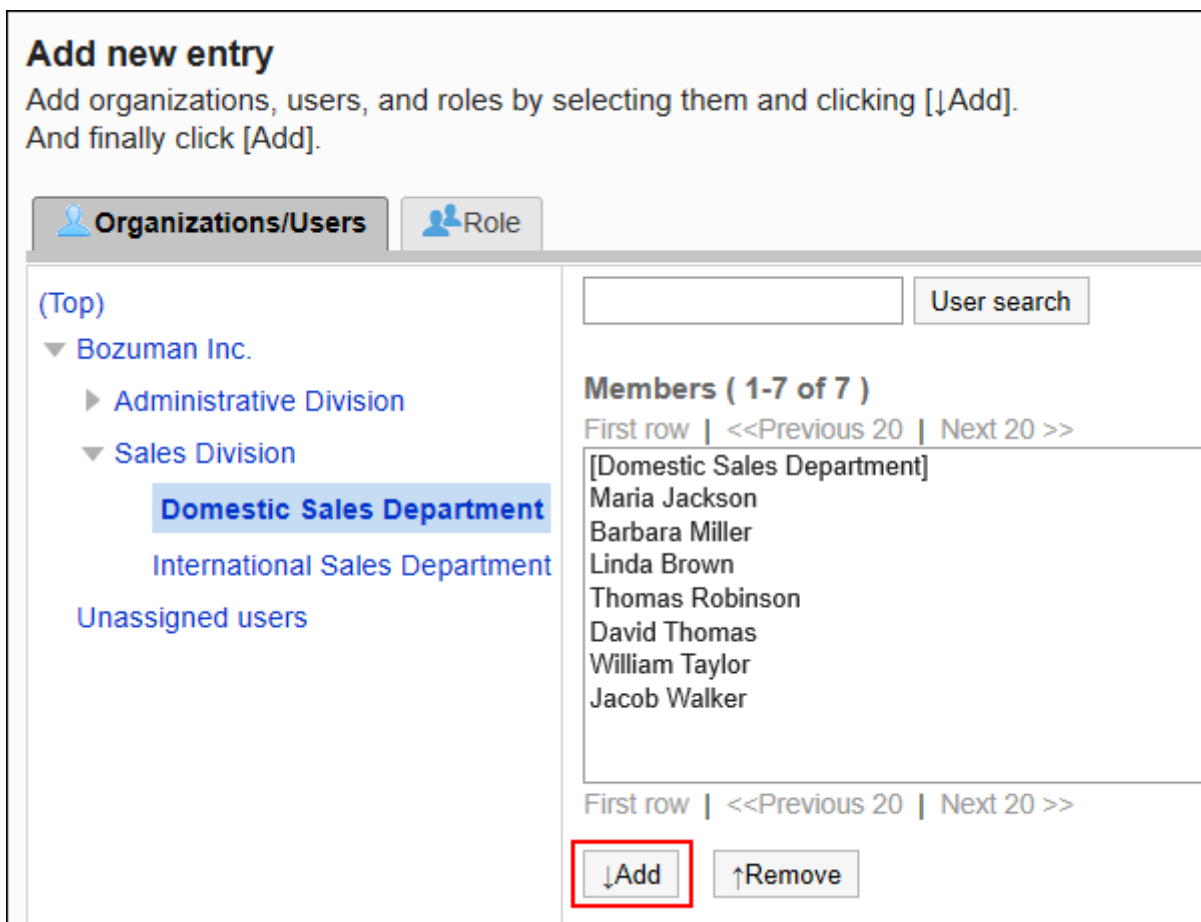 Add new entry
Add organizations, users, and roles by selecting them and clicking [↓Add].
And finally click [Add].
Organizations/Users
Role
(Top)
Bozuman Inc.
Administrative Division
Sales Division
Domestic Sales Department
International Sales Department
Unassigned users
User search
Members ( 1-7 of 7 )
First row | <<Previous 20 | Next 20 >>
[Domestic Sales Department]
Maria Jackson
Barbara Miller
Linda Brown
Thomas Robinson
David Thomas
William Taylor
Jacob Walker
First row | <<Previous 20 | Next 20 >>
↓Add
↑Remove